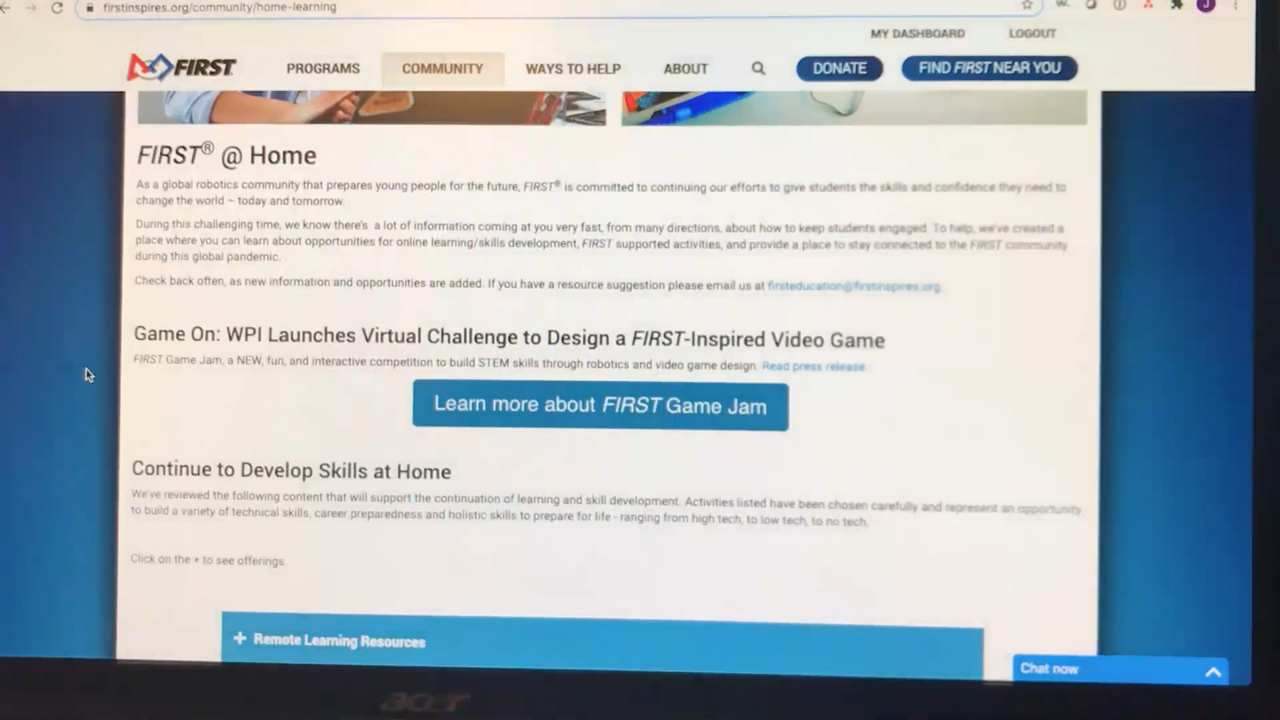 firstinspires.org/community/home-learning
MY DASHBOARD LOGOUT
FIRST PROGRAMS COMMUNITY WAYS TO HELP ABOUT DONATE FIND FIRST NEAR YOU
FIRST® @ Home
As a global robotics community that prepares young people for the future, FIRST® is committed to continuing our efforts to give students the skills and confidence they need to
change the world – today and tomorrow.
During this challenging time, we know there's a lot of information coming at you very fast, from many directions, about how to keep students engaged. To help, we've created a
place where you can learn about opportunities for online learning/skills development, FIRST supported activities, and provide a place to stay connected to the FIRST community
during this global pandemic.
Check back often, as new information and opportunities are added. If you have a resource suggestion please email us at firsteducation@firstinspires.org.
Game On: WPI Launches Virtual Challenge to Design a FIRST-Inspired Video Game
FIRST Game Jam, a NEW, fun, and interactive competition to build STEM skills through robotics and video game design. Read press release.
Learn more about FIRST Game Jam
Continue to Develop Skills at Home
We've reviewed the following content that will support the continuation of learning and skill development. Activities listed have been chosen carefully and represent an opportunity
to build a variety of technical skills, career preparedness and holistic skills to prepare for life - ranging from high tech, to low tech, to no tech.
Click on the + to see offerings
+ Remote Learning Resources
Chat now
acer